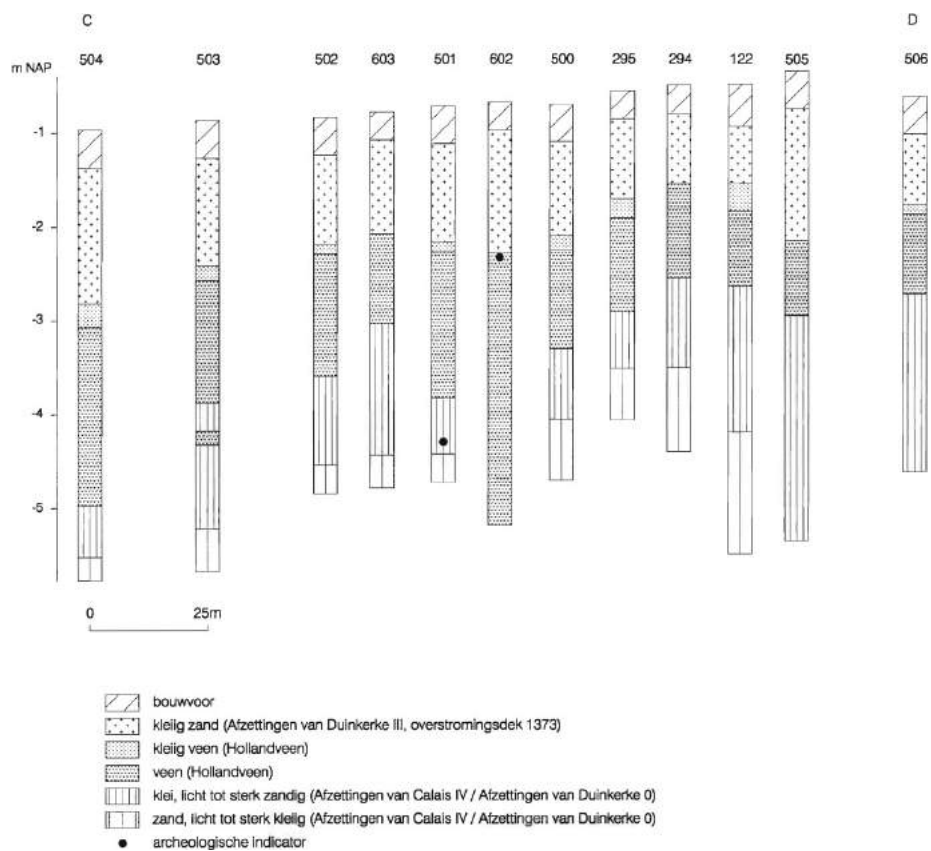 C D
504 503 502 603 501 602 500 295 294 122 505 506
m NAP
-1
-2
-3
-4
-5
0 25m
bouwvoor
kleiïg zand (Afzettingen van Duinkerke III, overstromingsdek 1373)
kleiïg veen (Hollandveen)
veen (Hollandveen)
klei, licht tot sterk zandig (Afzettingen van Calais IV / Afzettingen van Duinkerke 0)
zand, licht tot sterk kleiïg (Afzettingen van Calais IV / Afzettingen van Duinkerke 0)
archeologische indicator